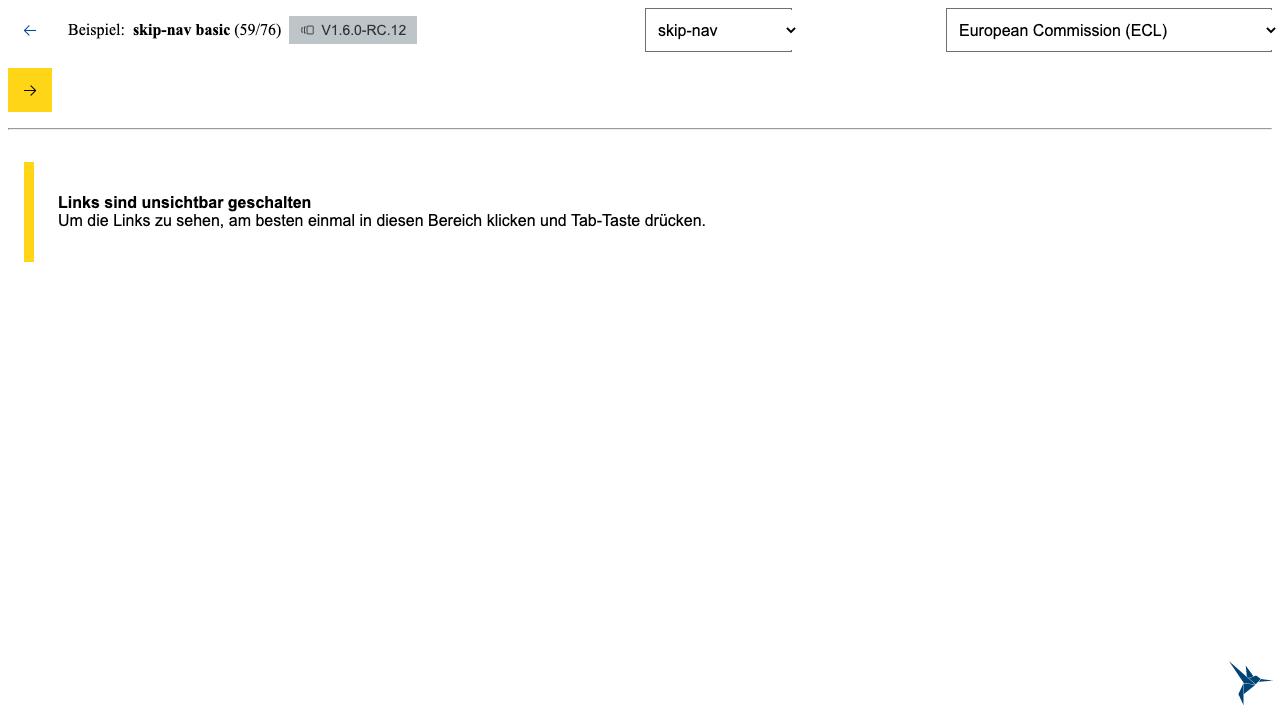 Beispiel: skip-nav basic (59/76) V1.6.0-RC.12 skip-nav European Commission (ECL)
Links sind unsichtbar geschalten
Um die Links zu sehen, am besten einmal in diesen Bereich klicken und Tab-Taste drücken.